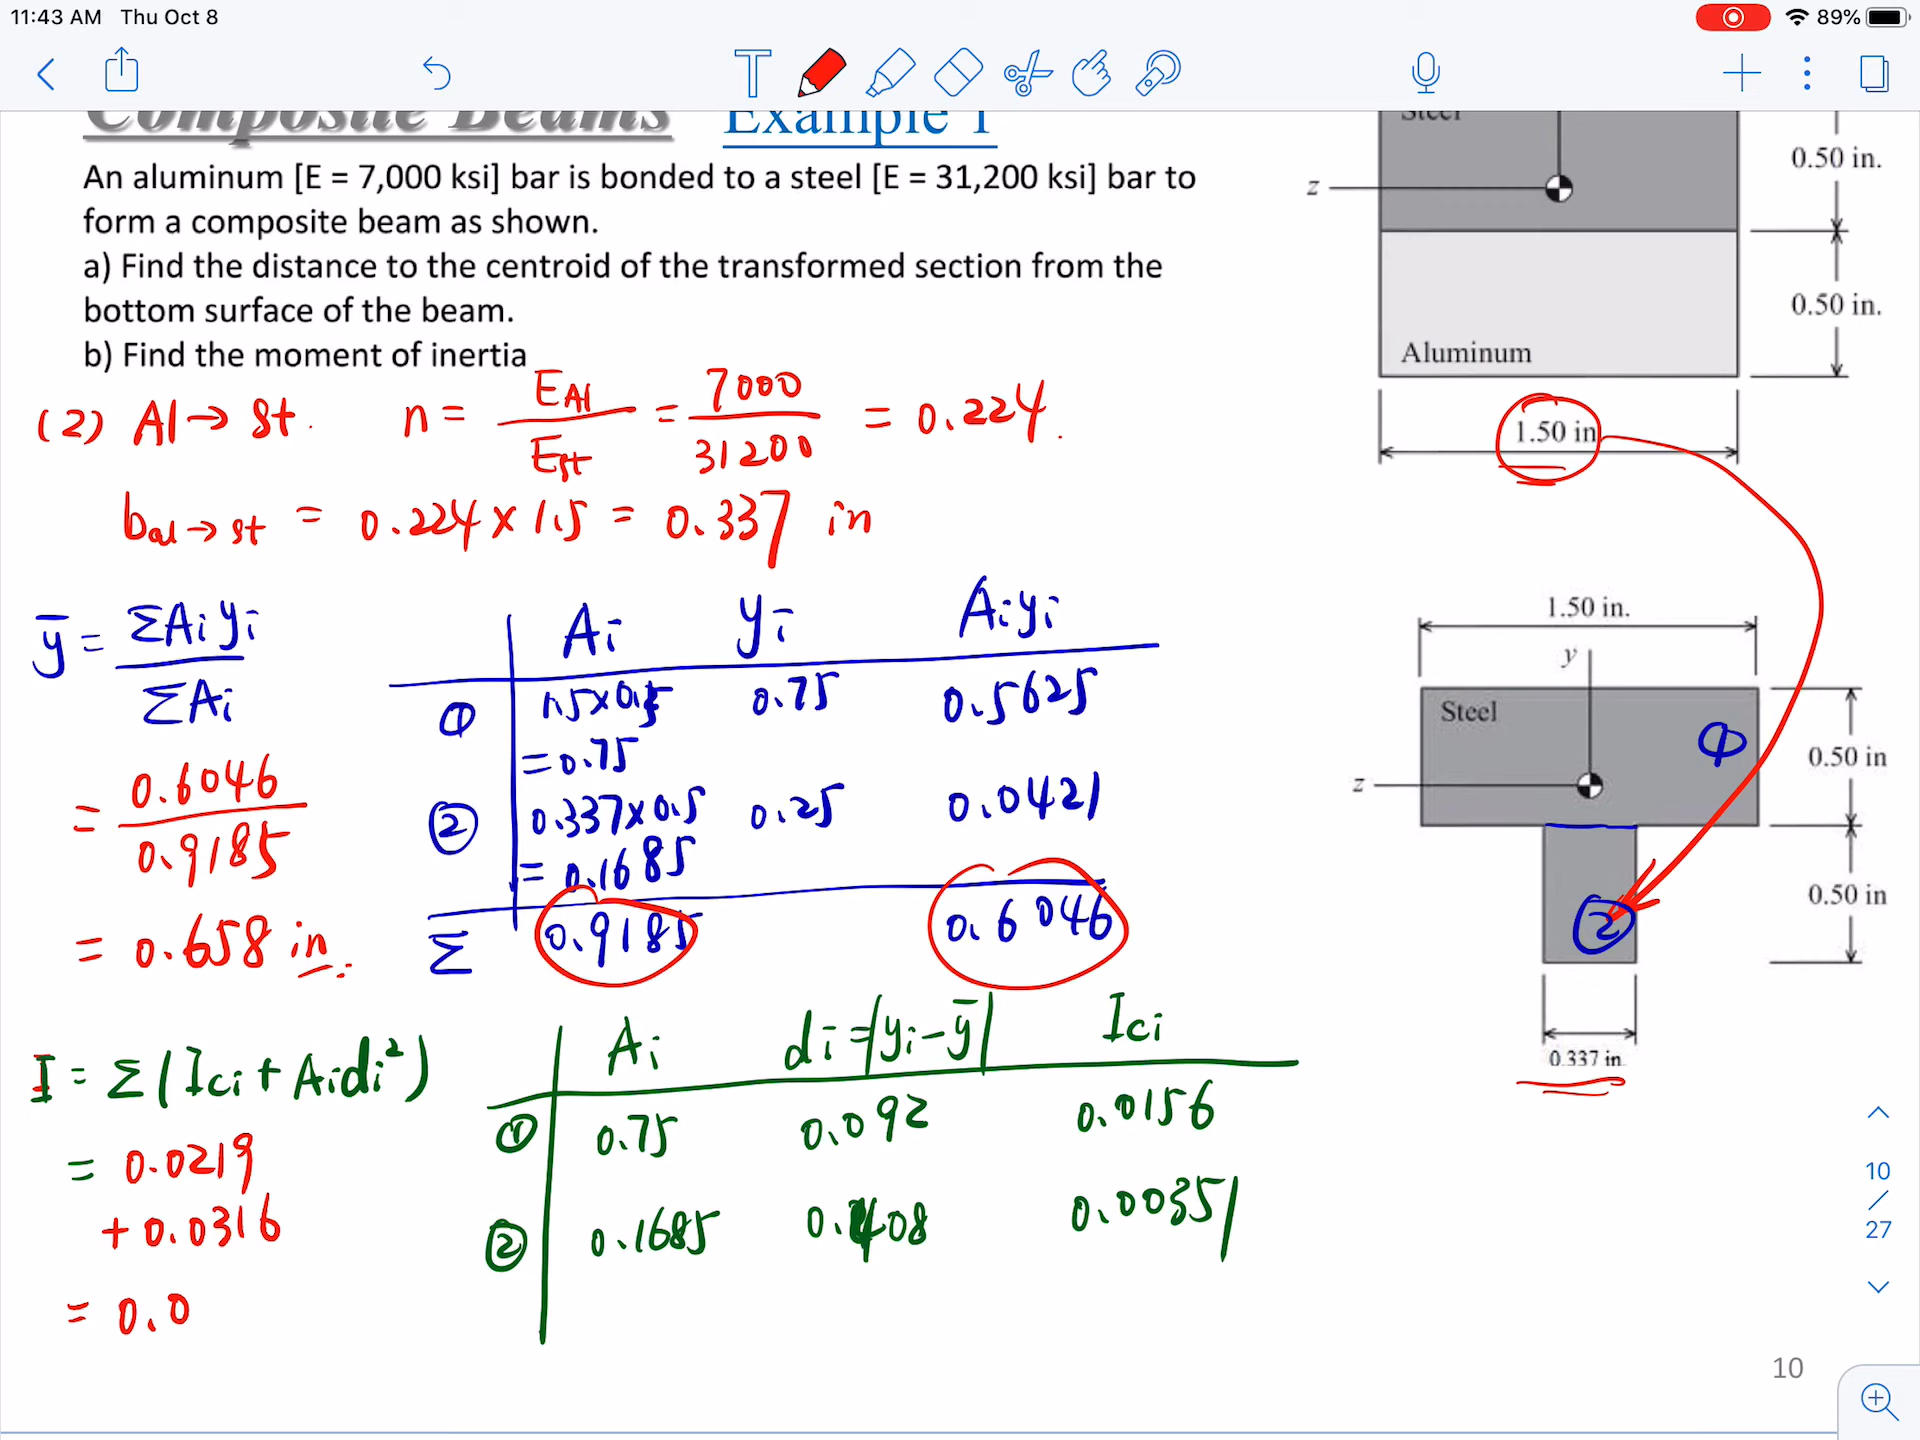 11:43 AM Thu Oct 8
89%
T
Composite Beams Example 1
An aluminum [E = 7,000 ksi] bar is bonded to a steel [E = 31,200 ksi] bar to
form a composite beam as shown.
a) Find the distance to the centroid of the transformed section from the
bottom surface of the beam.
b) Find the moment of inertia
Steel
z
0.50 in.
0.50 in.
Aluminum
1.50 in
(2) Al → St. n = E_Al / E_St = 7000 / 31200 = 0.224.
b_al→st = 0.224 × 1.5 = 0.337 in
ȳ = ΣAiyi / ΣAi
= 0.6046 / 0.9185
= 0.658 in.
Ai yi Aiyi
① 1.5×0.5 0.75 0.5625
= 0.75
② 0.337×0.5 0.25 0.0421
= 0.1685
Σ 0.9185 0.6046
1.50 in.
y
Steel
①
z
0.50 in
0.50 in
②
0.337 in.
I = Σ(Ici + Aidi²)
= 0.0219
+ 0.0316
= 0.0
Ai di=|yi-ȳ| Ici
① 0.75 0.092 0.0156
② 0.1685 0.408 0.00351
10
/
27
10